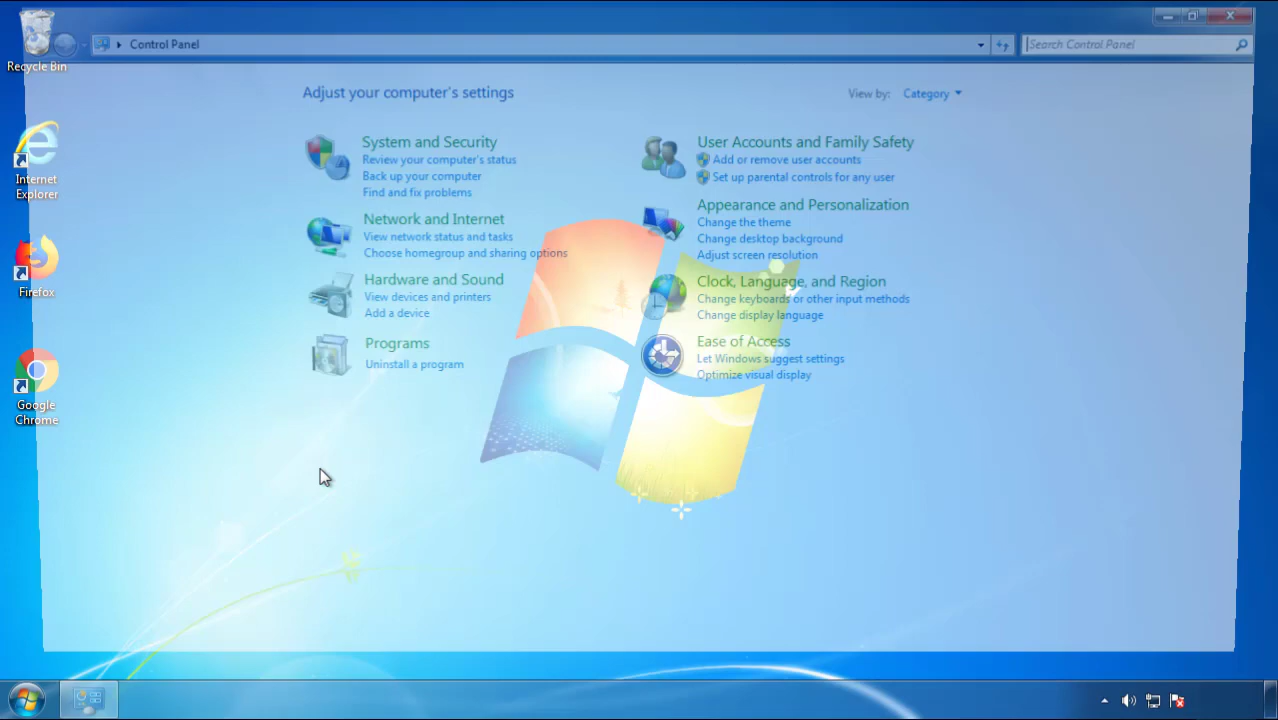 Recycle Bin
Internet
Explorer
Firefox
Google
Chrome
Control Panel
Search Control Panel
Adjust your computer's settings
View by: Category
System and Security
Review your computer's status
Back up your computer
Find and fix problems
Network and Internet
View network status and tasks
Choose homegroup and sharing options
Hardware and Sound
View devices and printers
Add a device
Programs
Uninstall a program
User Accounts and Family Safety
Add or remove user accounts
Set up parental controls for any user
Appearance and Personalization
Change the theme
Change desktop background
Adjust screen resolution
Clock, Language, and Region
Change keyboards or other input methods
Change display language
Ease of Access
Let Windows suggest settings
Optimize visual display